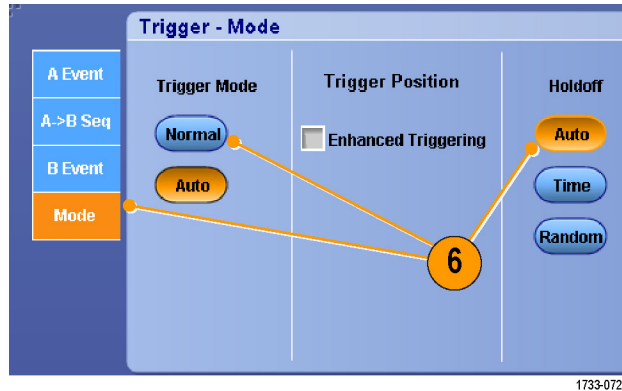 Trigger - Mode
A Event
A->B Seq
B Event
Mode
Trigger Mode
Normal
Auto
Trigger Position
Enhanced Triggering
Holdoff
Auto
Time
Random
6
1733-072